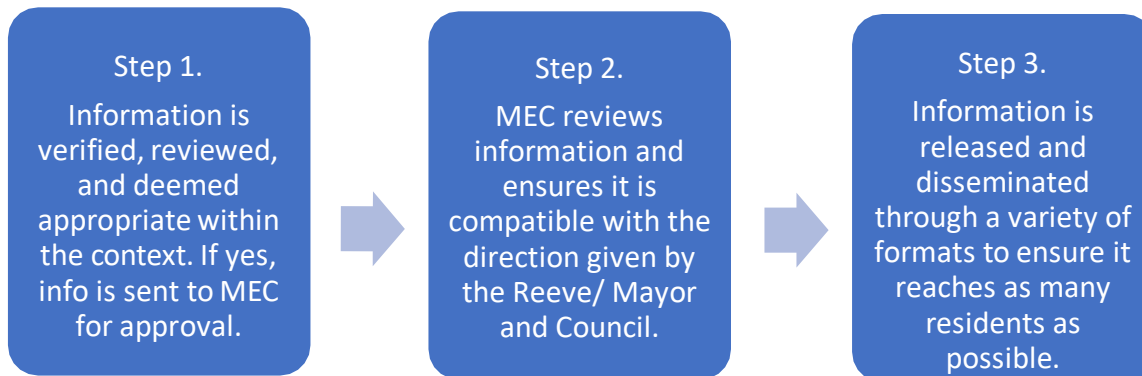 Step 1.
Information is
verified, reviewed,
and deemed
appropriate within
the context. If yes,
info is sent to MEC
for approval.
Step 2.
MEC reviews
information and
ensures it is
compatible with the
direction given by
the Reeve/ Mayor
and Council.
Step 3.
Information is
released and
disseminated
through a variety of
formats to ensure it
reaches as many
residents as
possible.